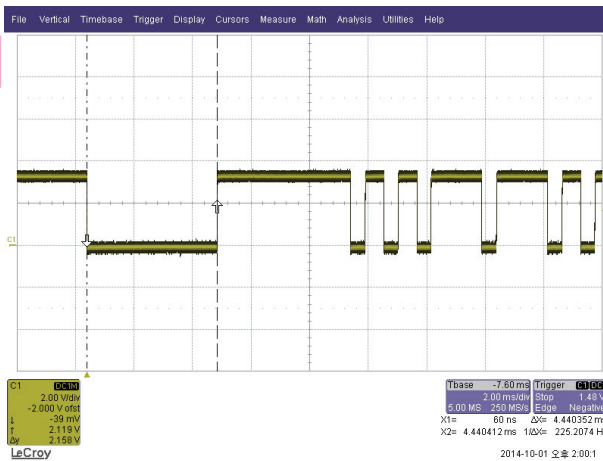 File Vertical Timebase Trigger Display Cursors Measure Math Analysis Utilities Help
C1
C1 DC1M
2.00 V/div
-2.000 V ofst
↓ -39 mV
↑ 2.119 V
Δy 2.158 V
Tbase -7.60 ms
2.00 ms/div
5.00 MS 250 MS/s
Trigger C1 DC
Stop 1.48 V
Edge Negative
X1= 60 ns ΔX= 4.440352 ms
X2= 4.440412 ms 1/ΔX= 225.2074 H
LeCroy
2014-10-01 오후 2:00:1